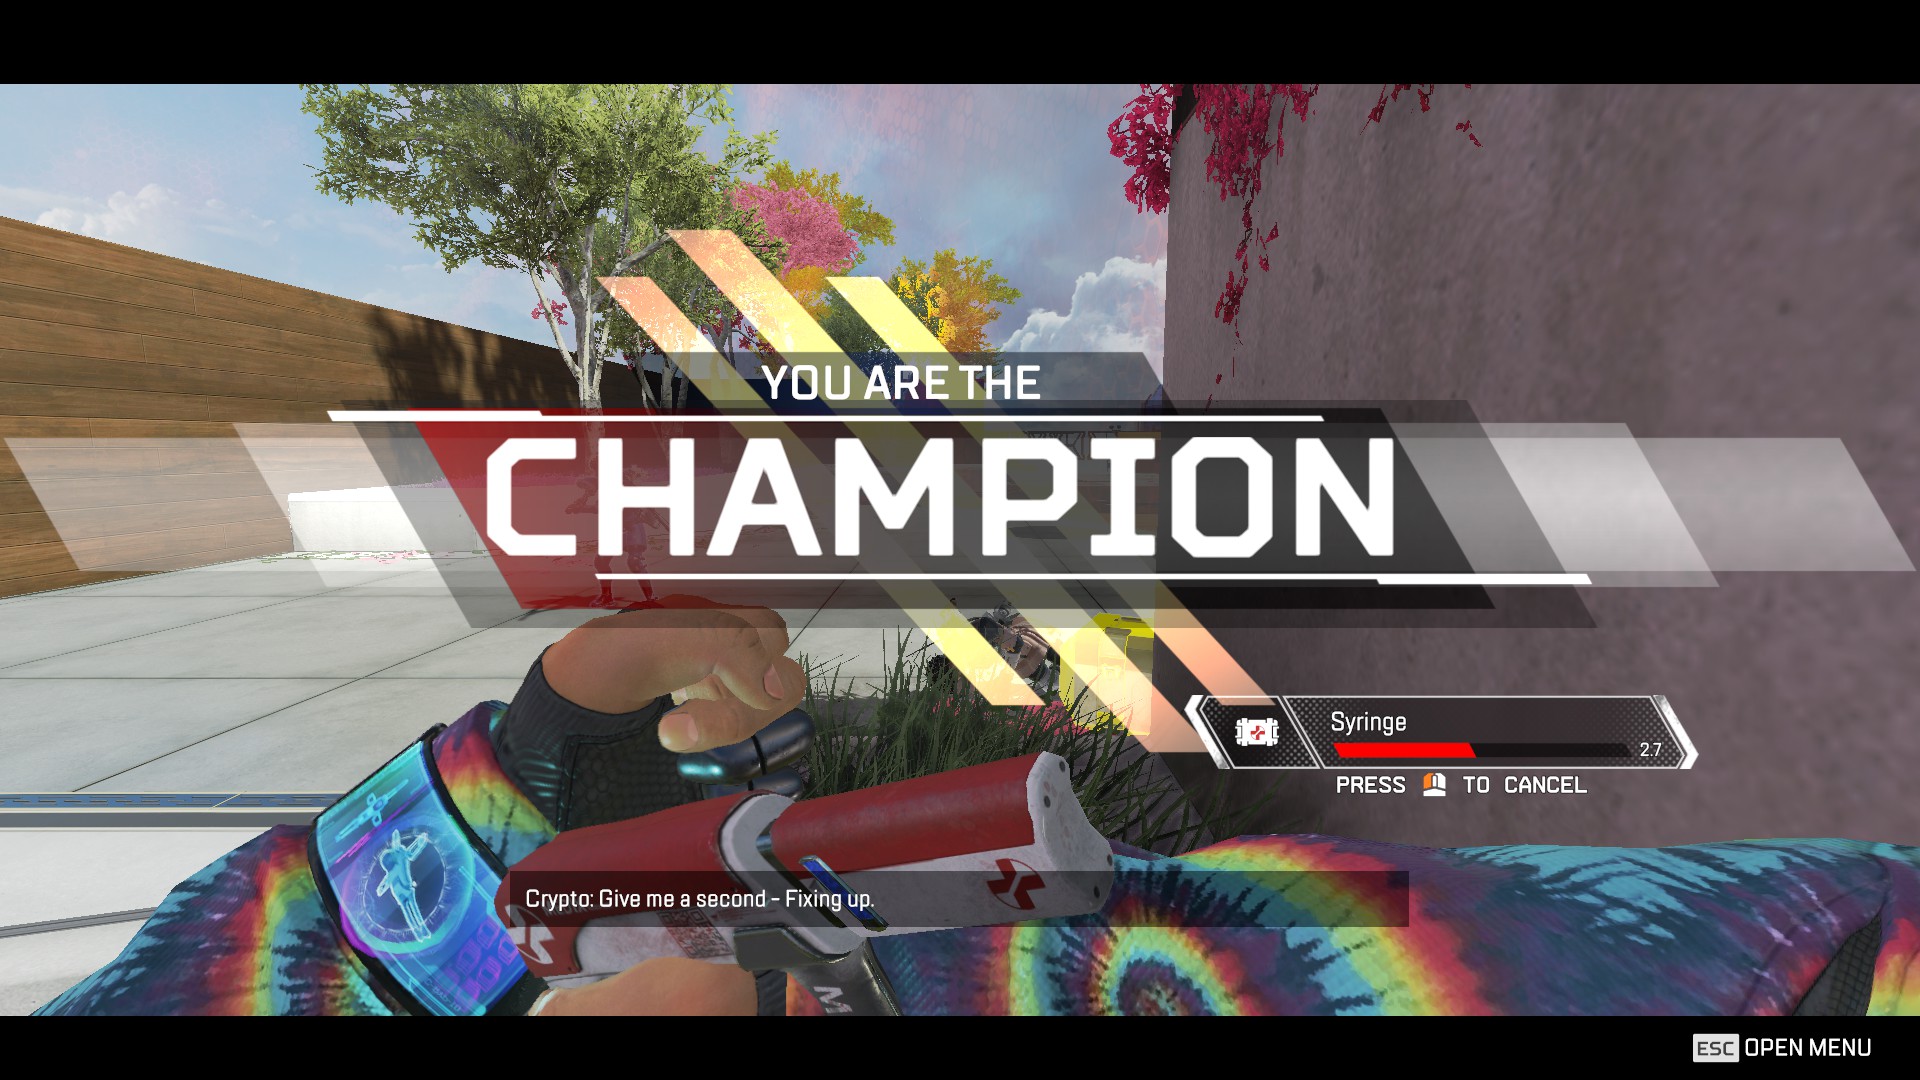 YOU ARE THE
CHAMPION
Syringe
2.7
PRESS TO CANCEL
Crypto: Give me a second - Fixing up.
ESC OPEN MENU